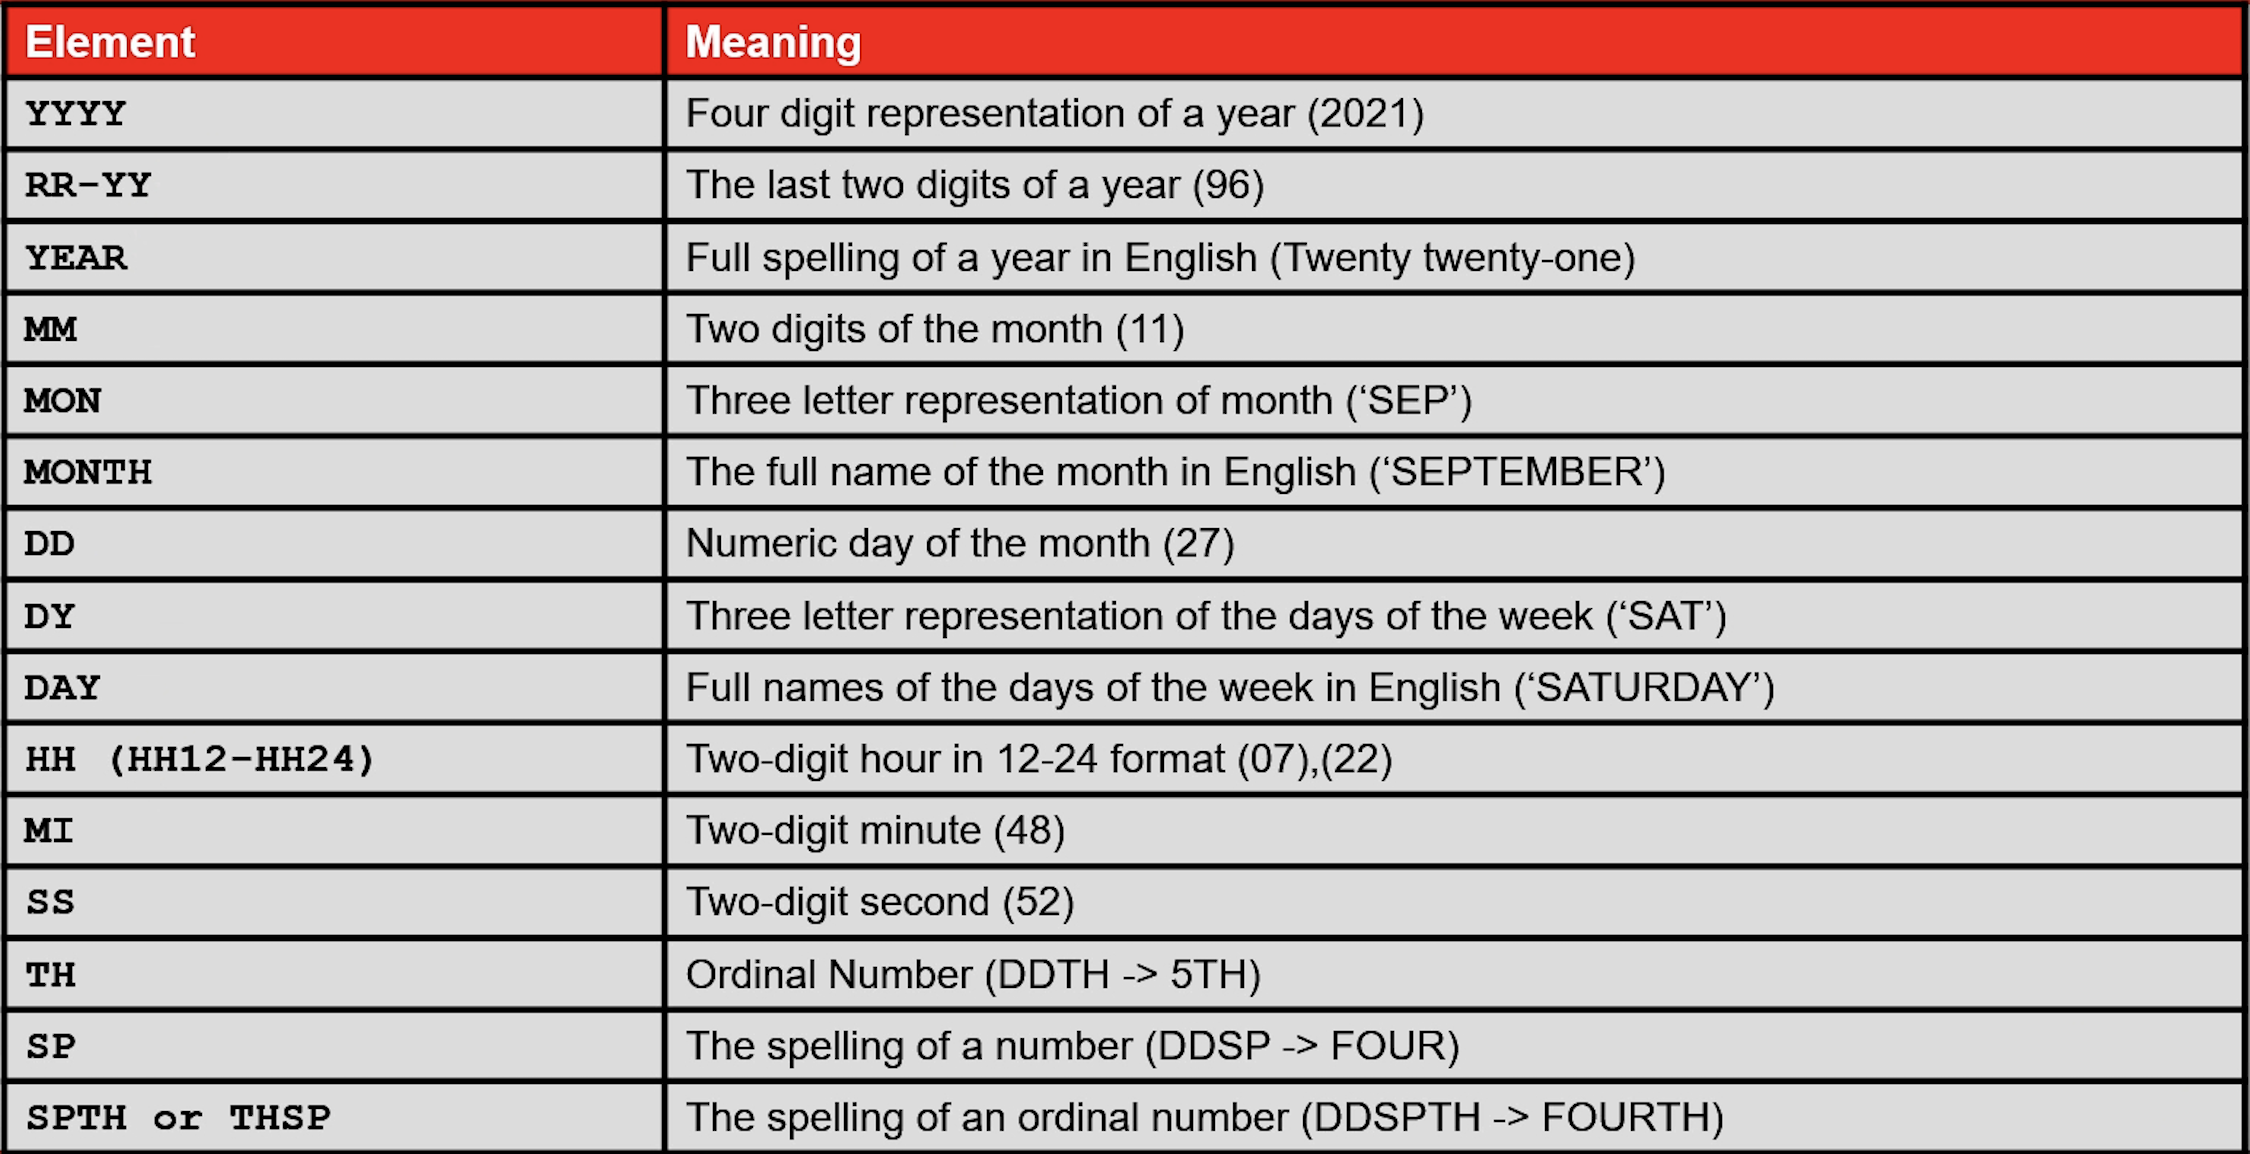 Element Meaning
YYYY Four digit representation of a year (2021)
RR-YY The last two digits of a year (96)
YEAR Full spelling of a year in English (Twenty twenty-one)
MM Two digits of the month (11)
MON Three letter representation of month (‘SEP’)
MONTH The full name of the month in English (‘SEPTEMBER’)
DD Numeric day of the month (27)
DY Three letter representation of the days of the week (‘SAT’)
DAY Full names of the days of the week in English (‘SATURDAY’)
HH (HH12-HH24) Two-digit hour in 12-24 format (07),(22)
MI Two-digit minute (48)
SS Two-digit second (52)
TH Ordinal Number (DDTH -> 5TH)
SP The spelling of a number (DDSP -> FOUR)
SPTH or THSP The spelling of an ordinal number (DDSPTH -> FOURTH)